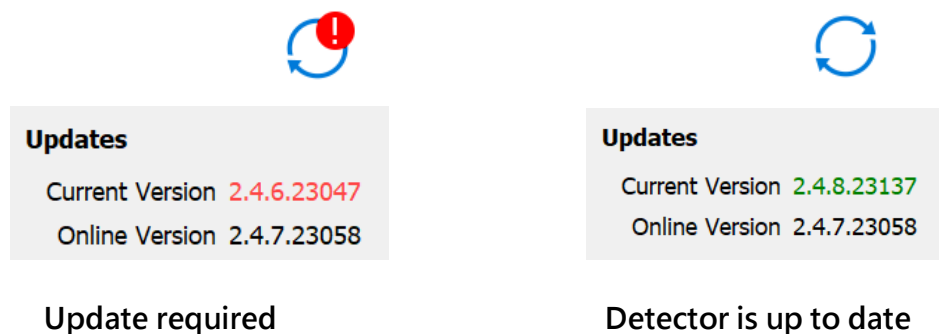 Updates
Current Version 2.4.6.23047
Online Version 2.4.7.23058
Update required
Updates
Current Version 2.4.8.23137
Online Version 2.4.7.23058
Detector is up to date